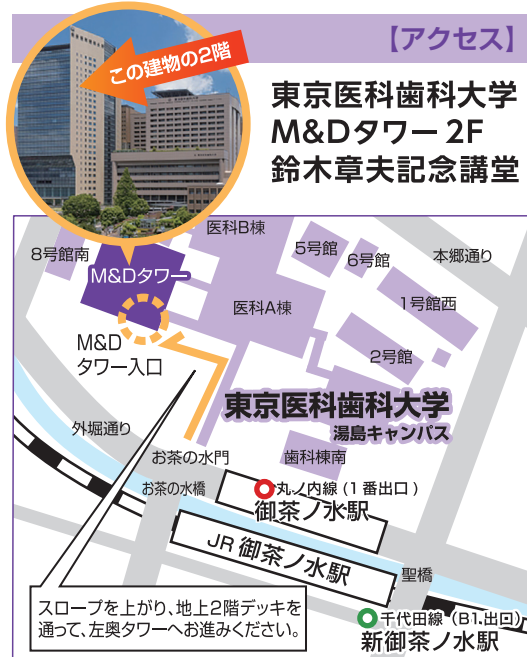 【アクセス】
この建物の2階
東京医科歯科大学
M&Dタワー 2F
鈴木章夫記念講堂
医科B棟
8号館南
5号館
6号館
本郷通り
M&Dタワー
医科A棟
1号館西
M&D
タワー入口
2号館
東京医科歯科大学
湯島キャンパス
外堀通り
お茶の水門
歯科棟南
お茶の水橋
丸ノ内線(1番出口)
御茶ノ水駅
JR 御茶ノ水駅
聖橋
スロープを上がり、地上2階デッキを
通って、左奥タワーへお進みください。
千代田線(B1.出口)
新御茶ノ水駅